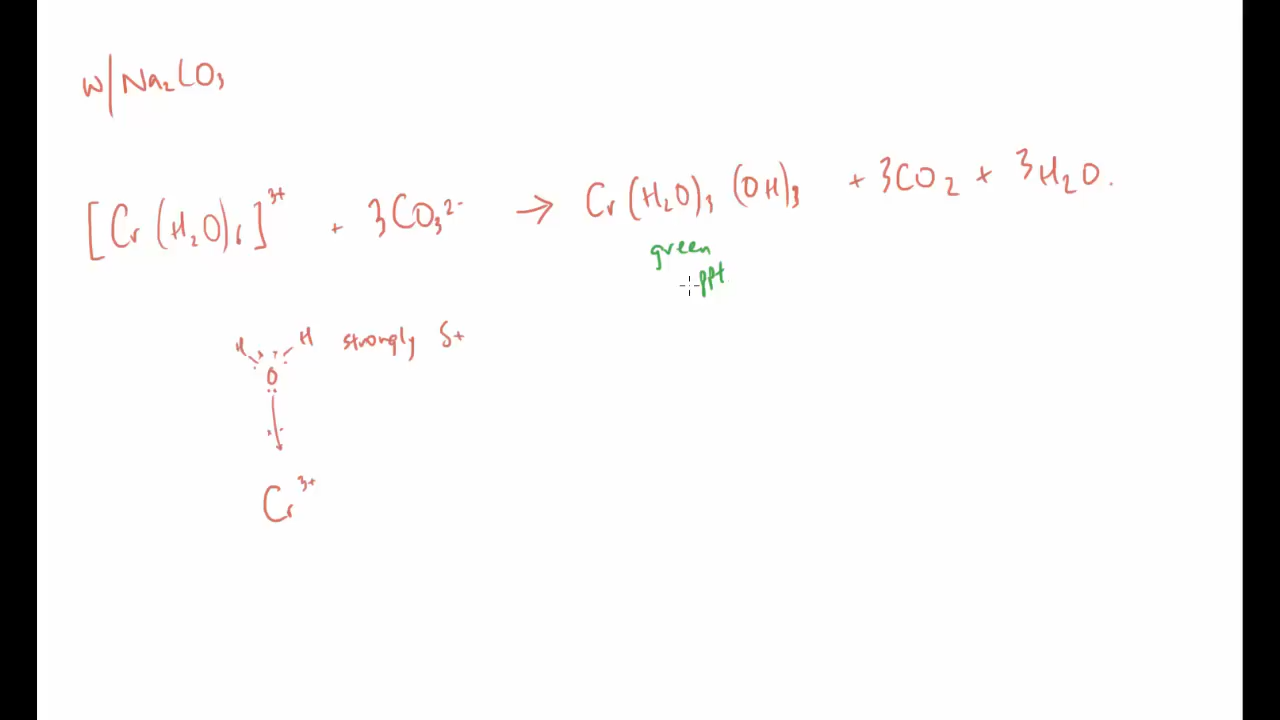 w/ Na₂CO₃
[Cr(H₂O)₆]³⁺ + 3CO₃²⁻ → Cr(H₂O)₃(OH)₃ + 3CO₂ + 3H₂O.
green
ppt
H H strongly δ+
O
Cr³⁺